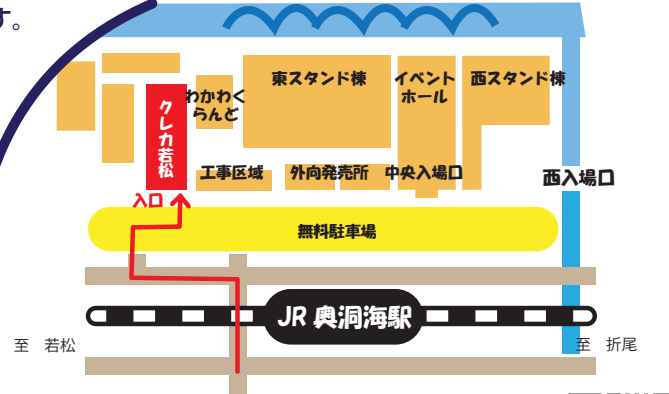 す。
わかわく
らんど
東スタンド棟
イベント
ホール
西スタンド棟
クレカ若松
工事区域
外向発売所
中央入場口
西入場口
入口
無料駐車場
JR 奥洞海駅
至 若松
至 折尾